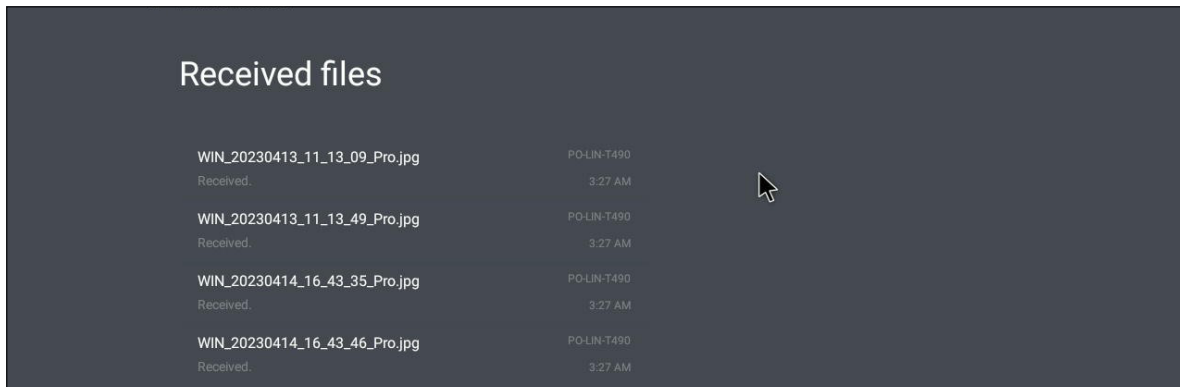 Received files
WIN_20230413_11_13_09_Pro.jpg PO-LIN-T490
Received. 3:27 AM
WIN_20230413_11_13_49_Pro.jpg PO-LIN-T490
Received. 3:27 AM
WIN_20230414_16_43_35_Pro.jpg PO-LIN-T490
Received. 3:27 AM
WIN_20230414_16_43_46_Pro.jpg PO-LIN-T490
Received. 3:27 AM